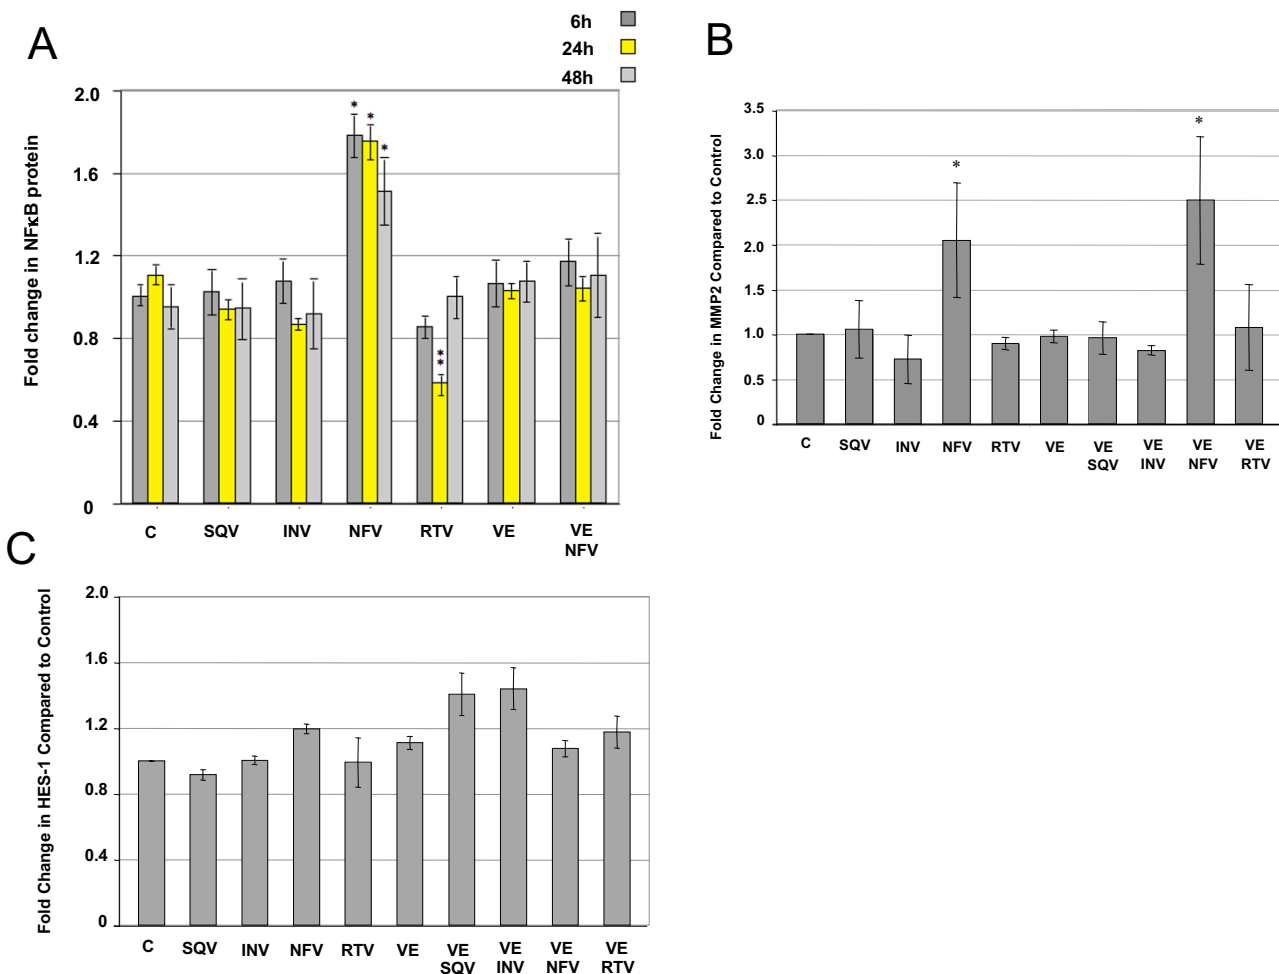 A
6h
24h
48h
Fold change in NFκB protein
2.0
1.6
1.2
0.8
0.4
0
*
*
*
*
*
C SQV INV NFV RTV VE VE
NFV
B
Fold Change in MMP2 Compared to Control
3.5
3.0
2.5
2.0
1.5
1.0
0.5
0
*
*
C SQV INV NFV RTV VE VE VE VE VE
SQV INV NFV RTV
C
Fold Change in HES-1 Compared to Control
2.0
1.6
1.2
0.8
0.4
0
C SQV INV NFV RTV VE VE VE VE VE
SQV INV NFV RTV